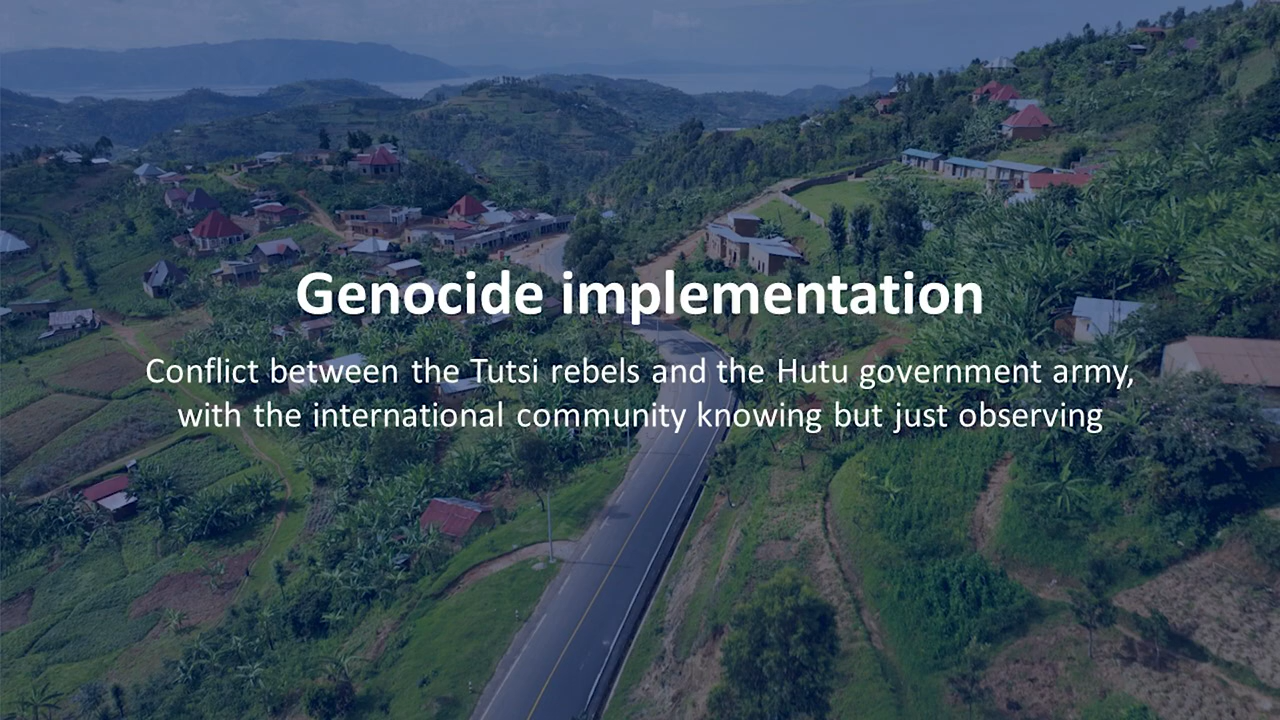 Genocide implementation
Conflict between the Tutsi rebels and the Hutu government army,
with the international community knowing but just observing